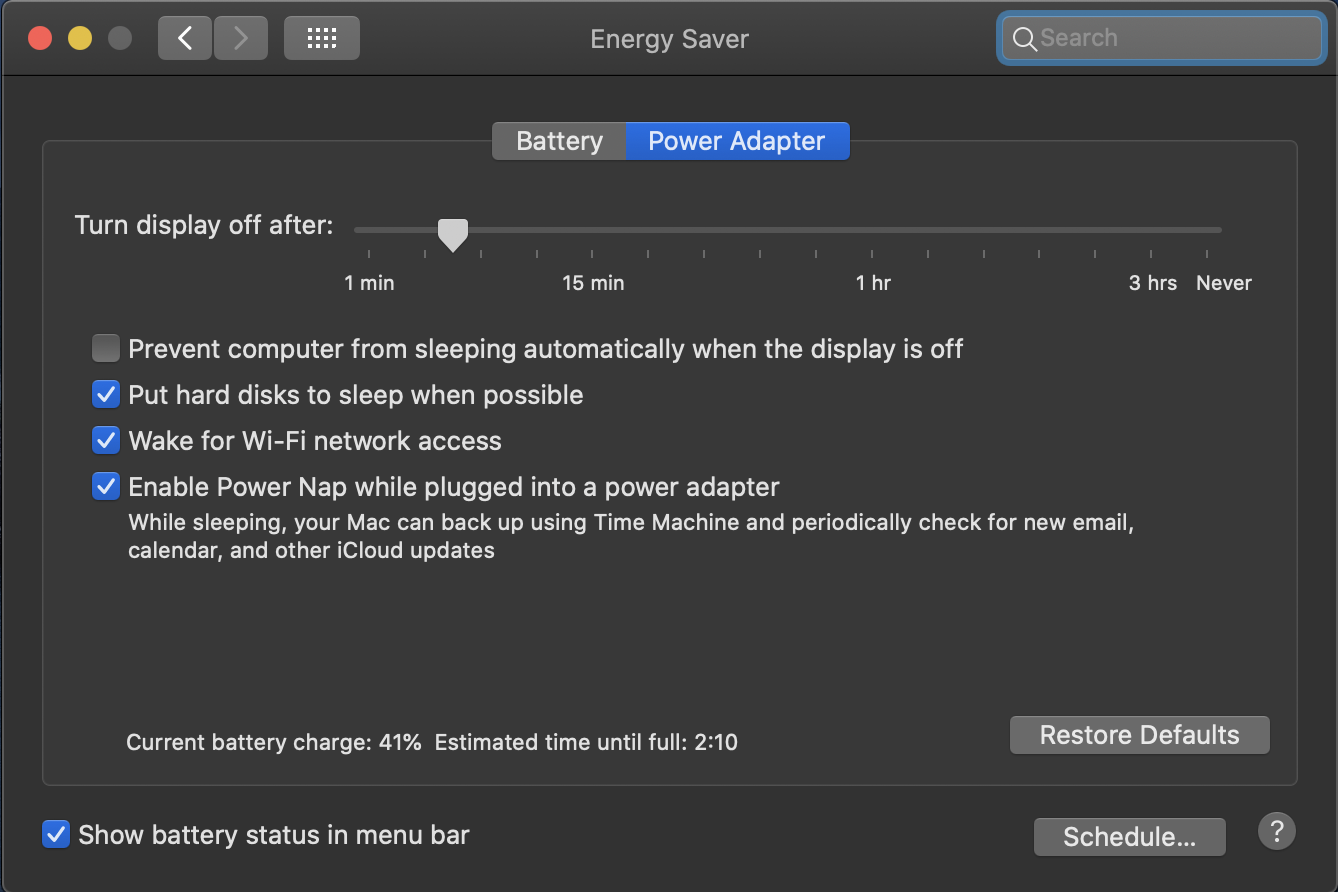 Energy Saver
Search
Battery Power Adapter
Turn display off after:
1 min 15 min 1 hr 3 hrs Never
Prevent computer from sleeping automatically when the display is off
Put hard disks to sleep when possible
Wake for Wi-Fi network access
Enable Power Nap while plugged into a power adapter
While sleeping, your Mac can back up using Time Machine and periodically check for new email,
calendar, and other iCloud updates
Current battery charge: 41% Estimated time until full: 2:10
Restore Defaults
Show battery status in menu bar
Schedule...
?